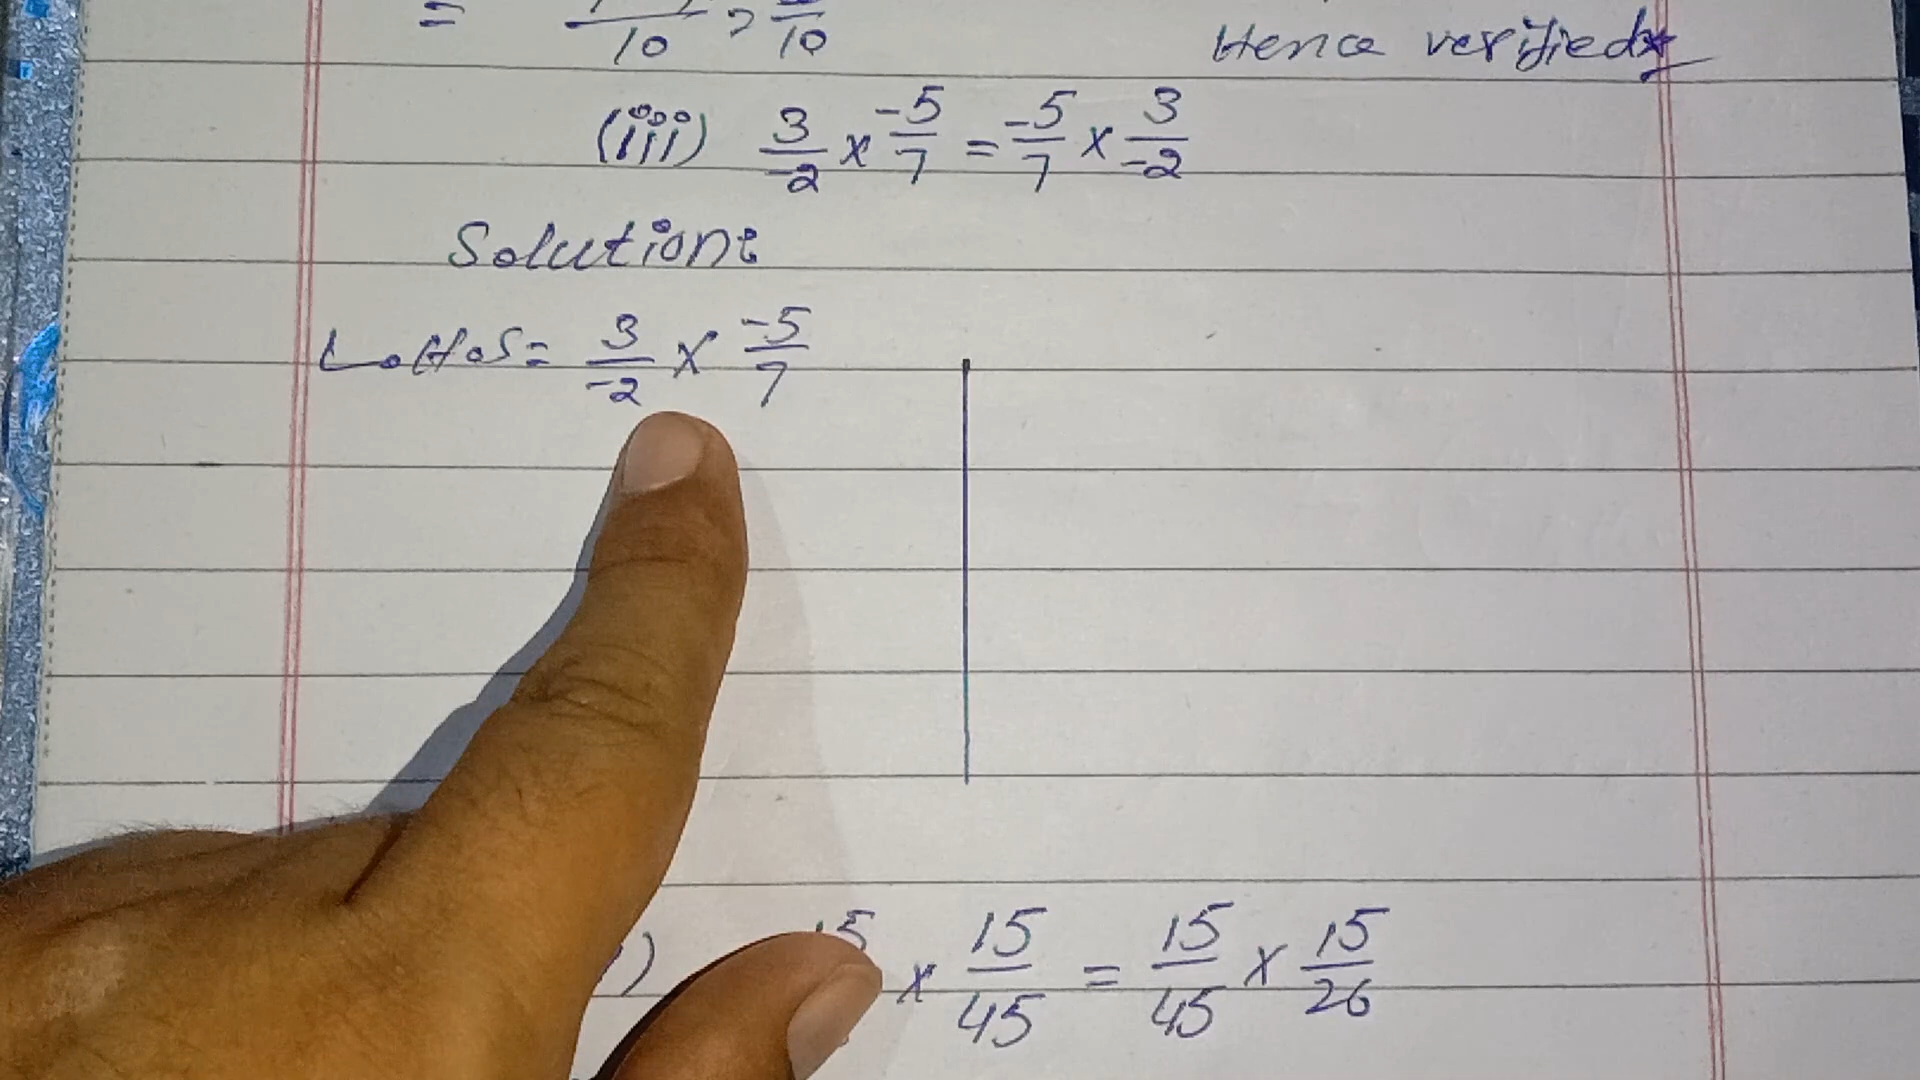 = 10 , 10
Hence verified
(iii) 3/-2 x -5/7 = -5/7 x 3/-2
Solution:
L.H.S = 3/-2 x -5/7
) 15 x 15/45 = 15/45 x 15/26